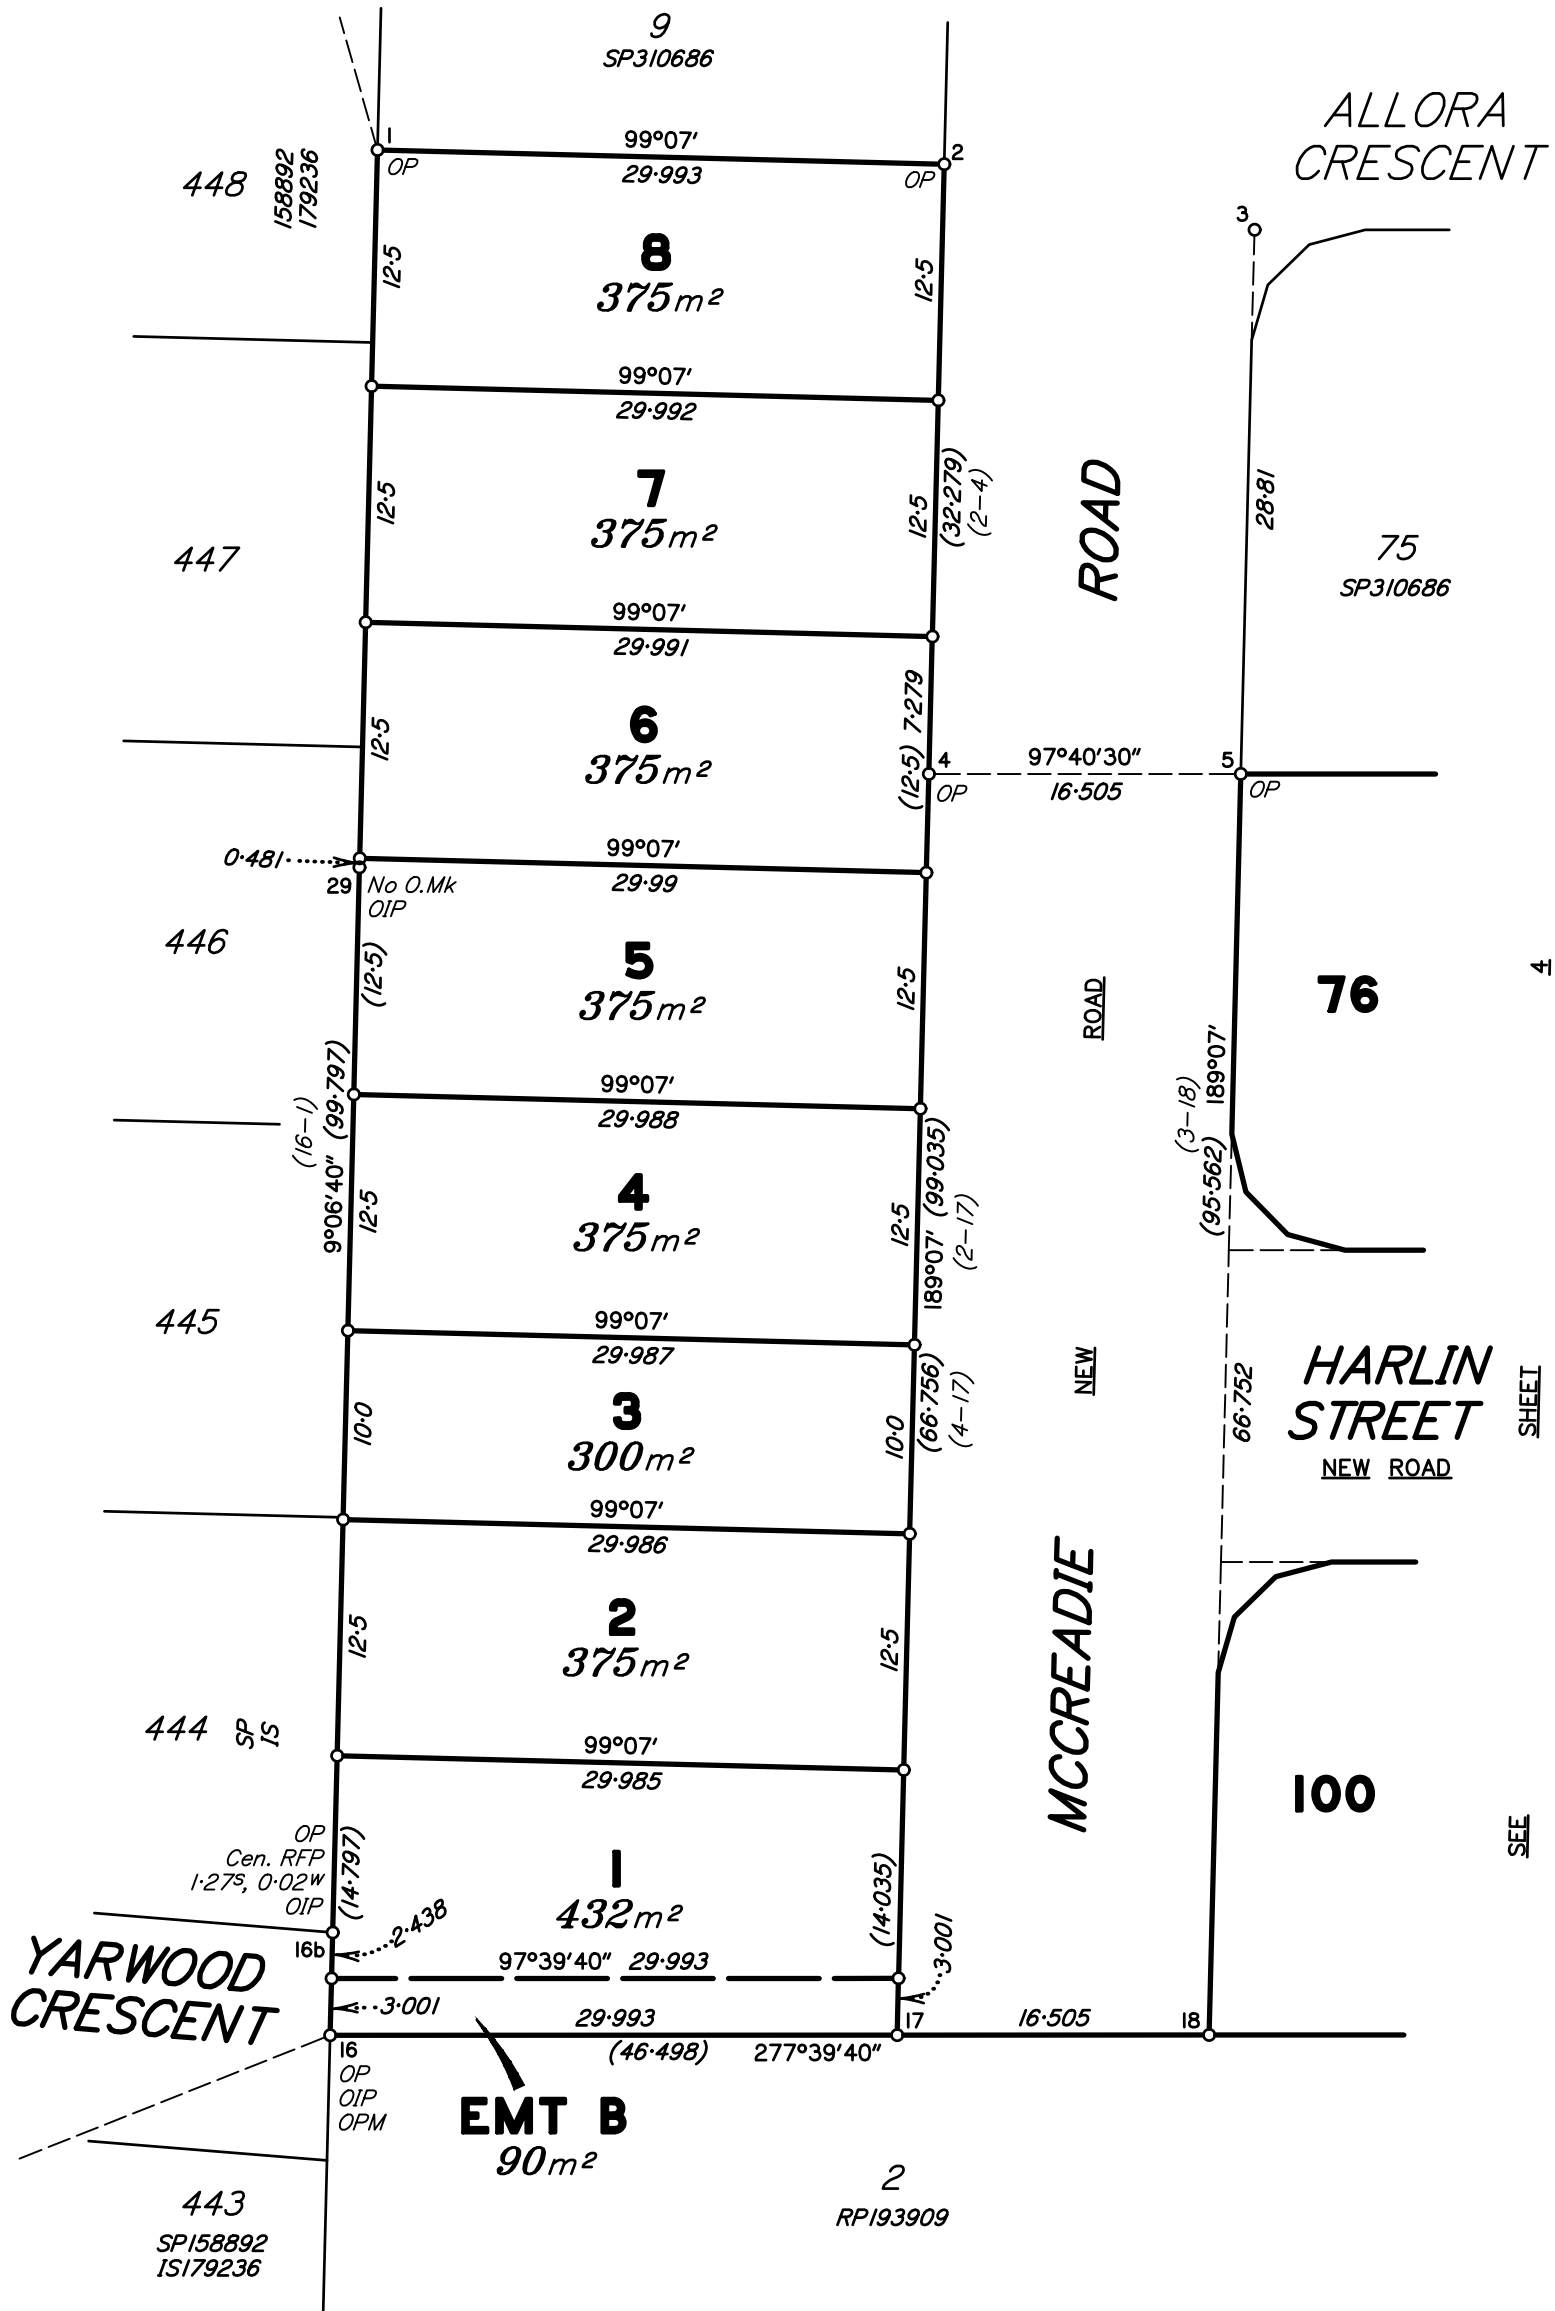 9
SP310686
ALLORA
CRESCENT
1
99°07'
2
OP
29·993
OP
448
158892
179236
3
12·5
8
12·5
375m²
99°07'
29·992
12·5
7
12·5
(32·279)
(2-4)
ROAD
28·81
375m²
447
75
SP310686
99°07'
29·991
12·5
6
(12·5) 7·279
375m²
4
97°40'30"
5
OP
16·505
OP
0·481
99°07'
29·99
29
No O.Mk
OIP
446
(12·5)
5
12·5
375m²
ROAD
76
4
(16-1)
9°06'40" (99·797)
99°07'
29·988
189°07'
(3-18)
(95·562)
12·5
4
12·5
375m²
189°07' (99·035)
(2-17)
445
99°07'
29·987
10·0
3
10·0
300m²
(66·756)
(4-17)
NEW
66·752
HARLIN
STREET
NEW ROAD
SHEET
99°07'
29·986
12·5
2
12·5
375m²
MCCREADIE
444
SP
IS
99°07'
29·985
100
SEE
OP
Cen. RFP
1·27S, 0·02W
OIP
(14·797)
1
432m²
(14·035)
16b
2·438
97°39'40" 29·993
3·001
YARWOOD
CRESCENT
3·001
29·993
17
16·505
18
16
(46·498)
277°39'40"
OP
OIP
OPM
EMT B
90m²
443
SP158892
IS179236
2
RP193909